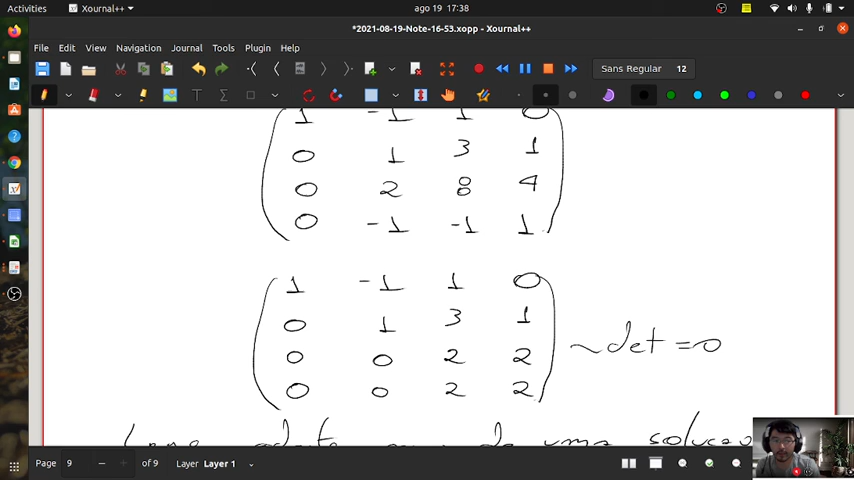 Activities Xournal++ ago 19 17:38
*2021-08-19-Note-16-53.xopp - Xournal++
File Edit View Navigation Journal Tools Plugin Help
Sans Regular 12
1 -1 1 0
0 1 3 1
0 2 8 4
0 -1 -1 1
1 -1 1 0
0 1 3 1
0 0 2 2
~det = 0
0 0 2 2
de uma
Page 9 of 9 Layer Layer 1